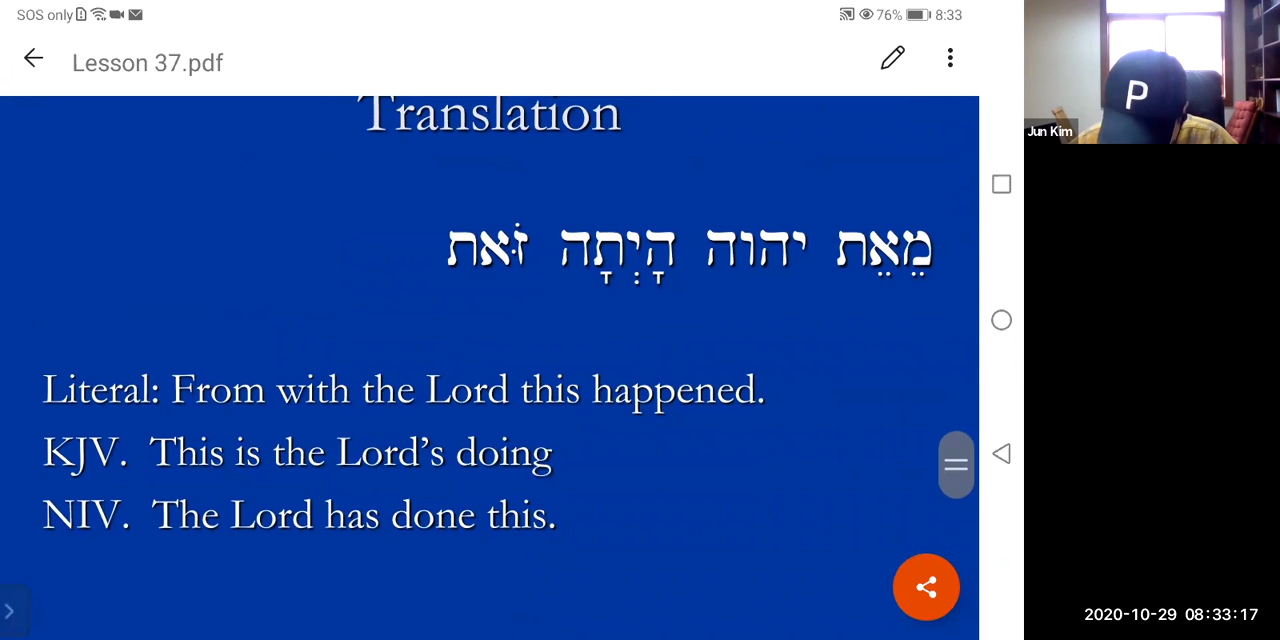 SOS only 76% 8:33
Lesson 37.pdf
Translation
מֵאֵת יהוה הָיְתָה זֹּאת
Literal: From with the Lord this happened.
KJV. This is the Lord’s doing
NIV. The Lord has done this.
P
Jun Kim
2020-10-29 08:33:17